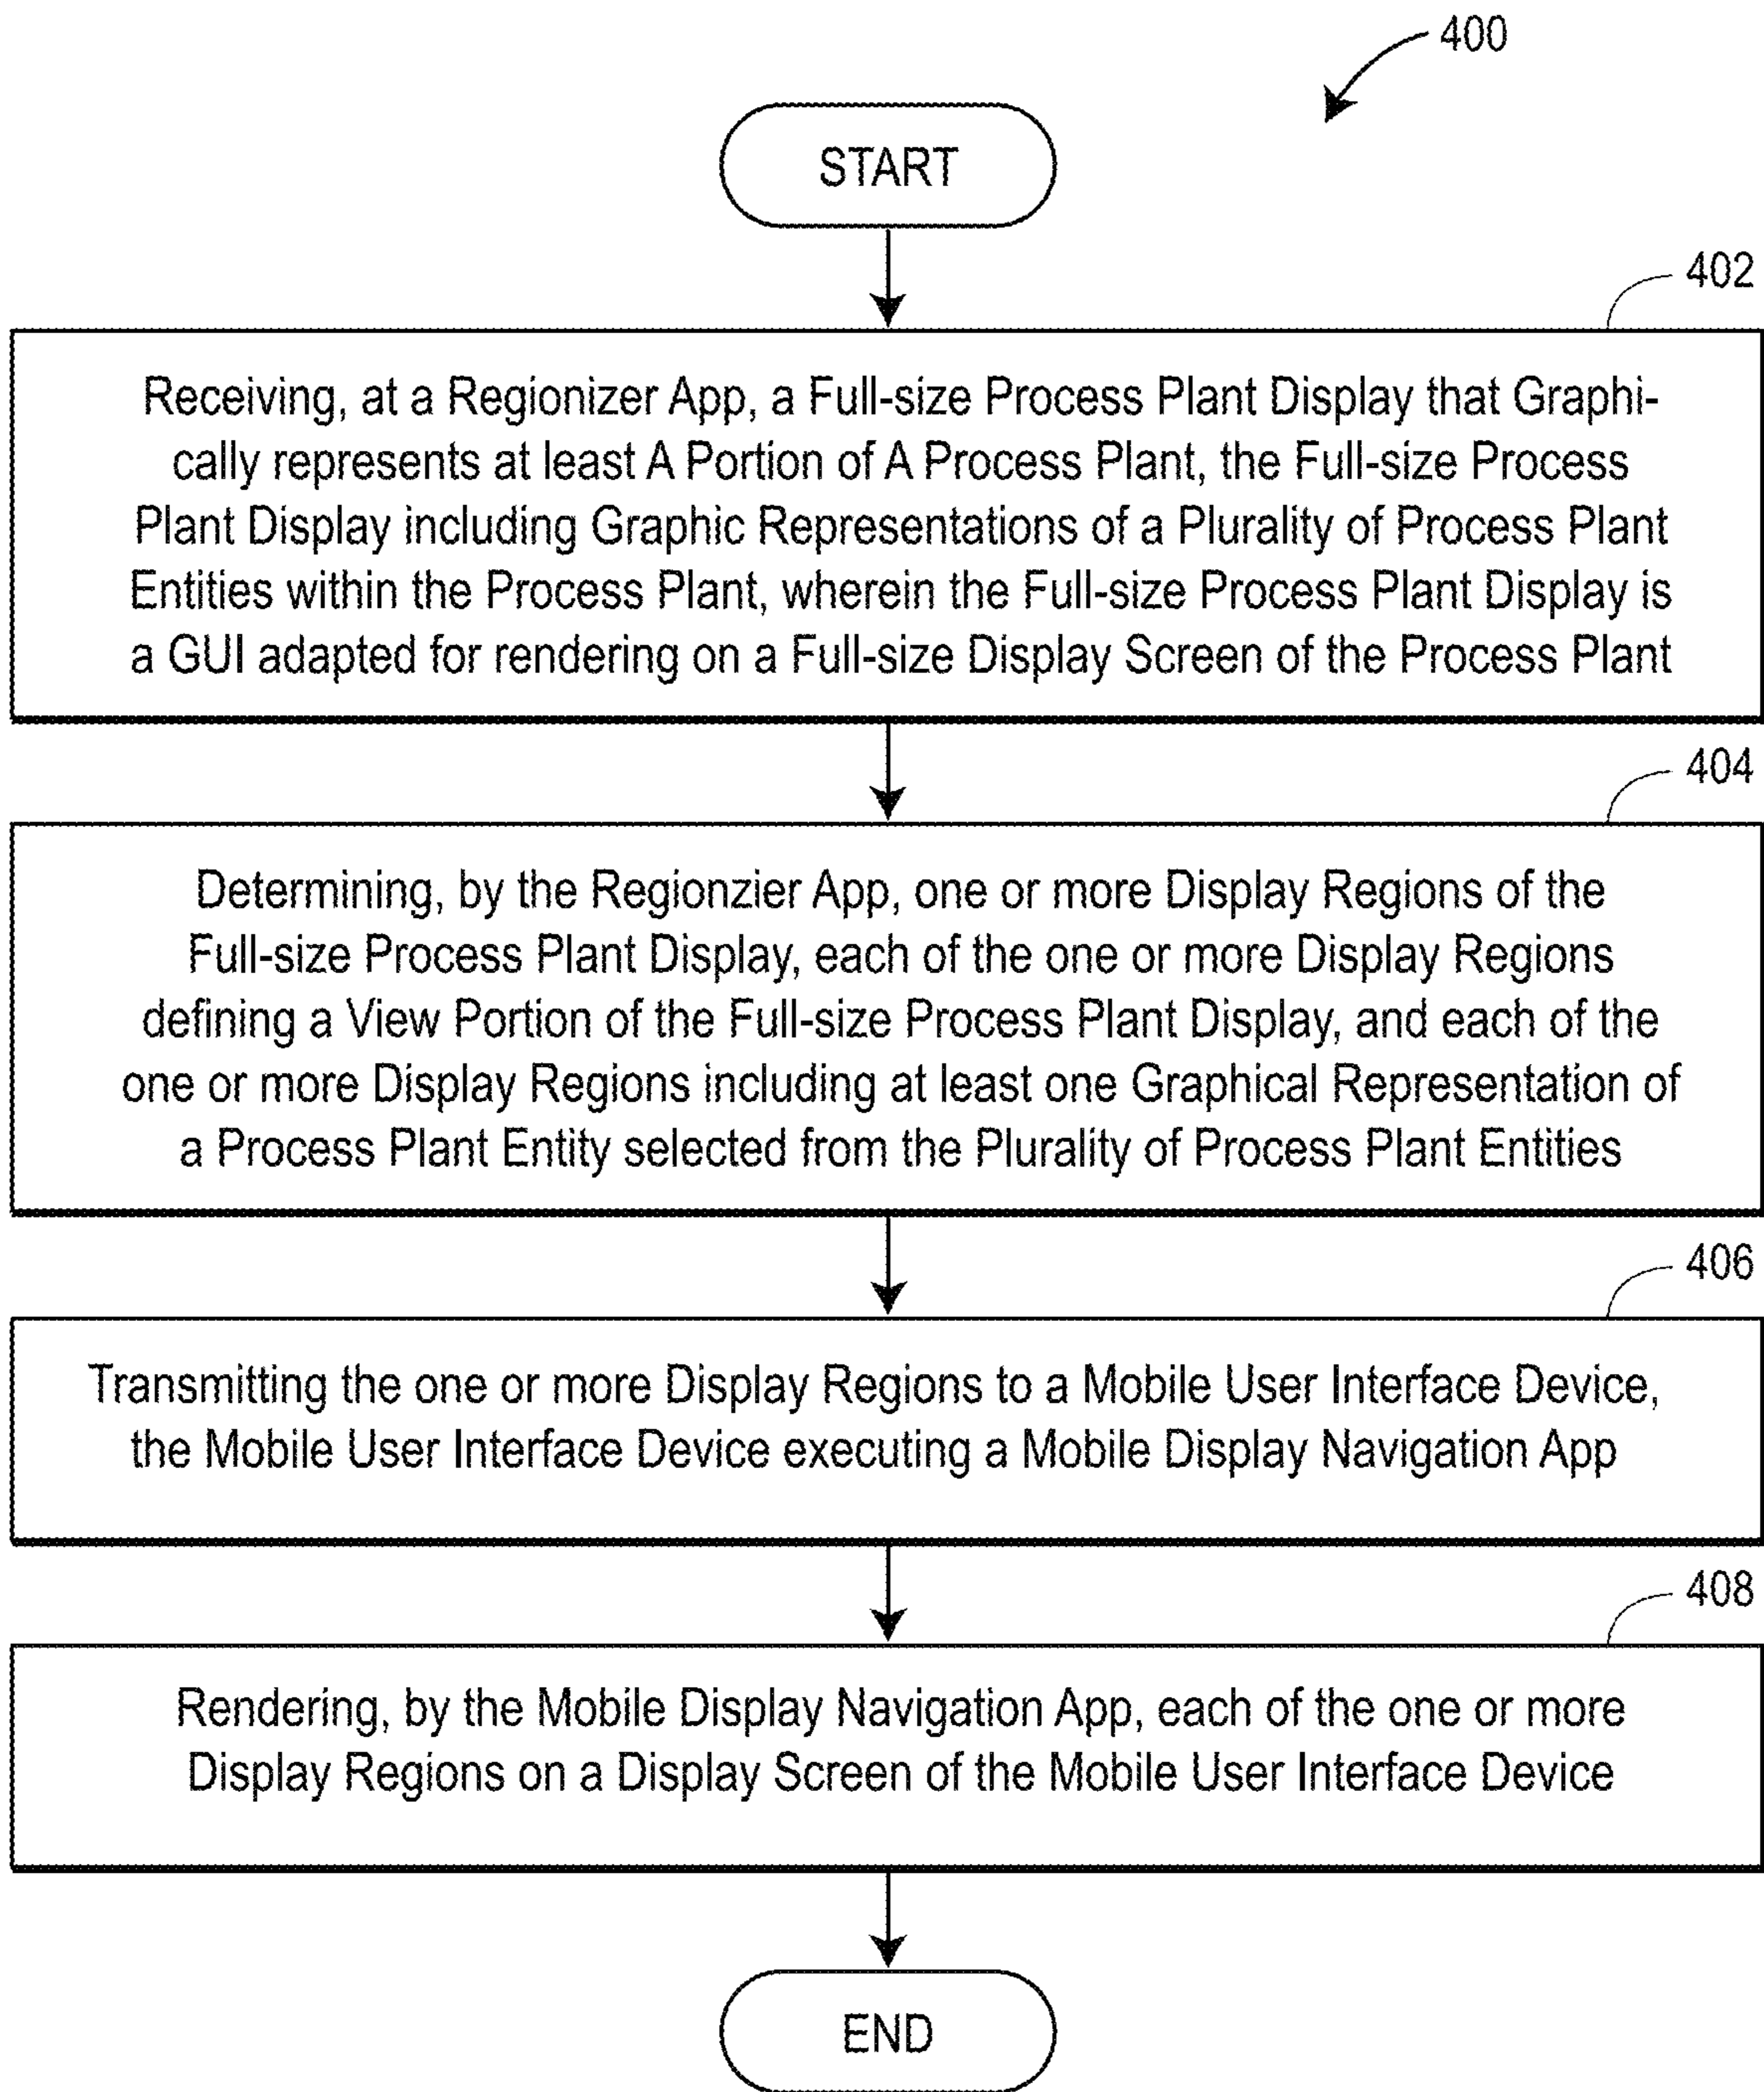 400
START
402
Receiving, at a Regionizer App, a Full-size Process Plant Display that Graphi-
cally represents at least A Portion of A Process Plant, the Full-size Process
Plant Display including Graphic Representations of a Plurality of Process Plant
Entities within the Process Plant, wherein the Full-size Process Plant Display is
a GUI adapted for rendering on a Full-size Display Screen of the Process Plant
404
Determining, by the Regionzier App, one or more Display Regions of the
Full-size Process Plant Display, each of the one or more Display Regions
defining a View Portion of the Full-size Process Plant Display, and each of the
one or more Display Regions including at least one Graphical Representation of
a Process Plant Entity selected from the Plurality of Process Plant Entities
406
Transmitting the one or more Display Regions to a Mobile User Interface Device,
the Mobile User Interface Device executing a Mobile Display Navigation App
408
Rendering, by the Mobile Display Navigation App, each of the one or more
Display Regions on a Display Screen of the Mobile User Interface Device
END